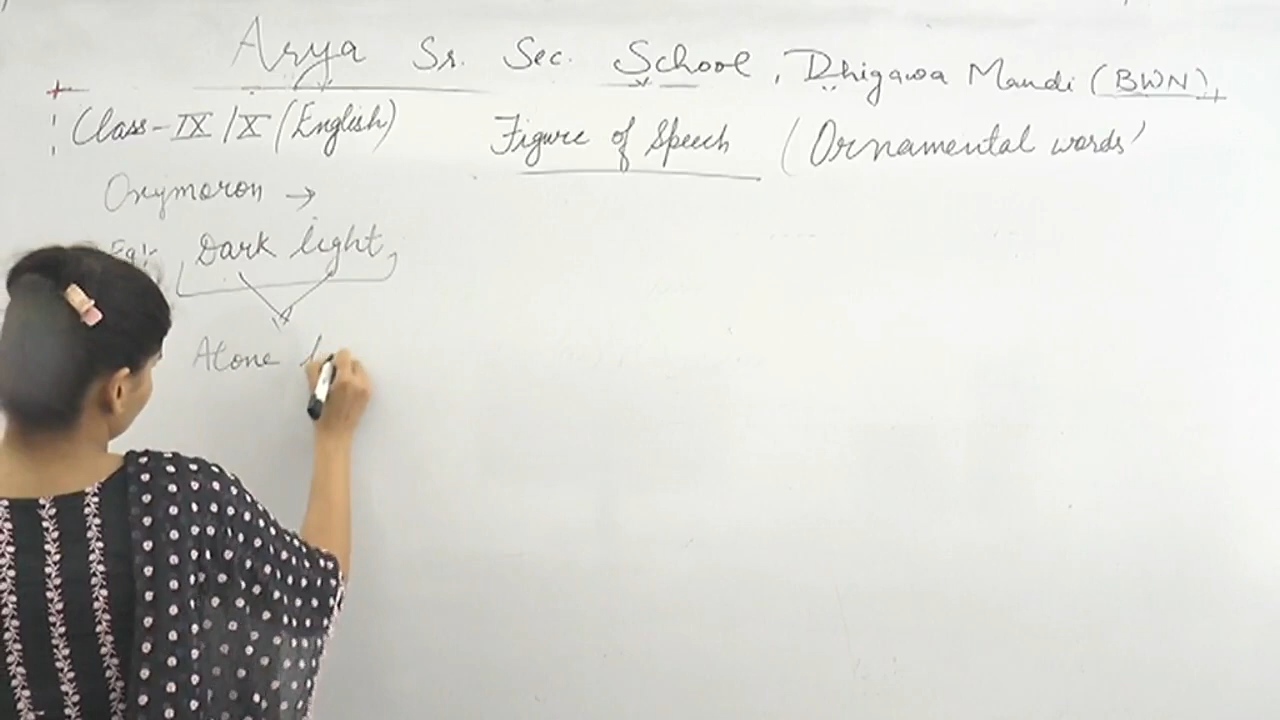 Arya Sr. Sec. School, Dhigawa Mandi (BWN)
Class-IX/X (English) Figure of Speech (Ornamental words)
Oxymoron →
Eg:- Dark light
Alone